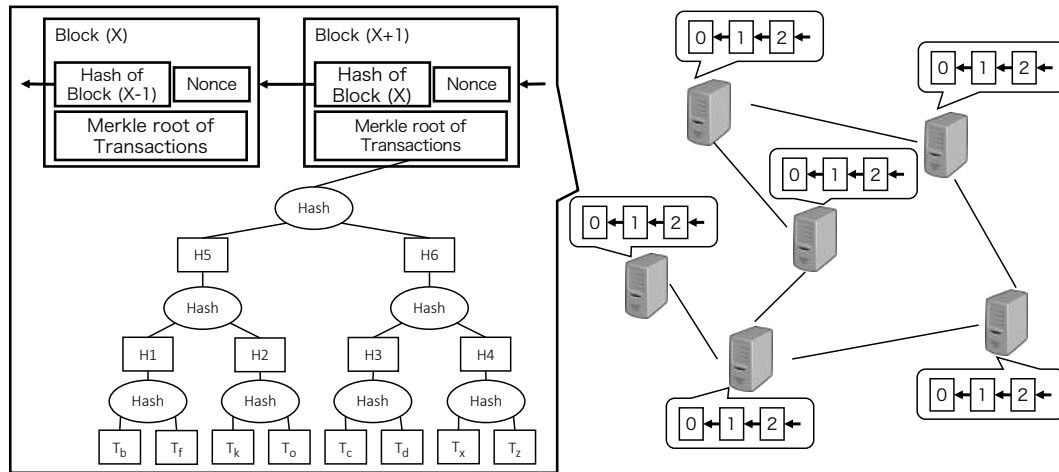 Block (X)
Block (X+1)
Hash of
Block (X-1)
Nonce
Hash of
Block (X)
Nonce
Merkle root of
Transactions
Merkle root of
Transactions
Hash
H5
H6
Hash
Hash
H1
H2
H3
H4
Hash
Hash
Hash
Hash
Tb
Tf
Tk
To
Tc
Td
Tx
Tz
0 1 2
0 1 2
0 1 2
0 1 2
0 1 2
0 1 2